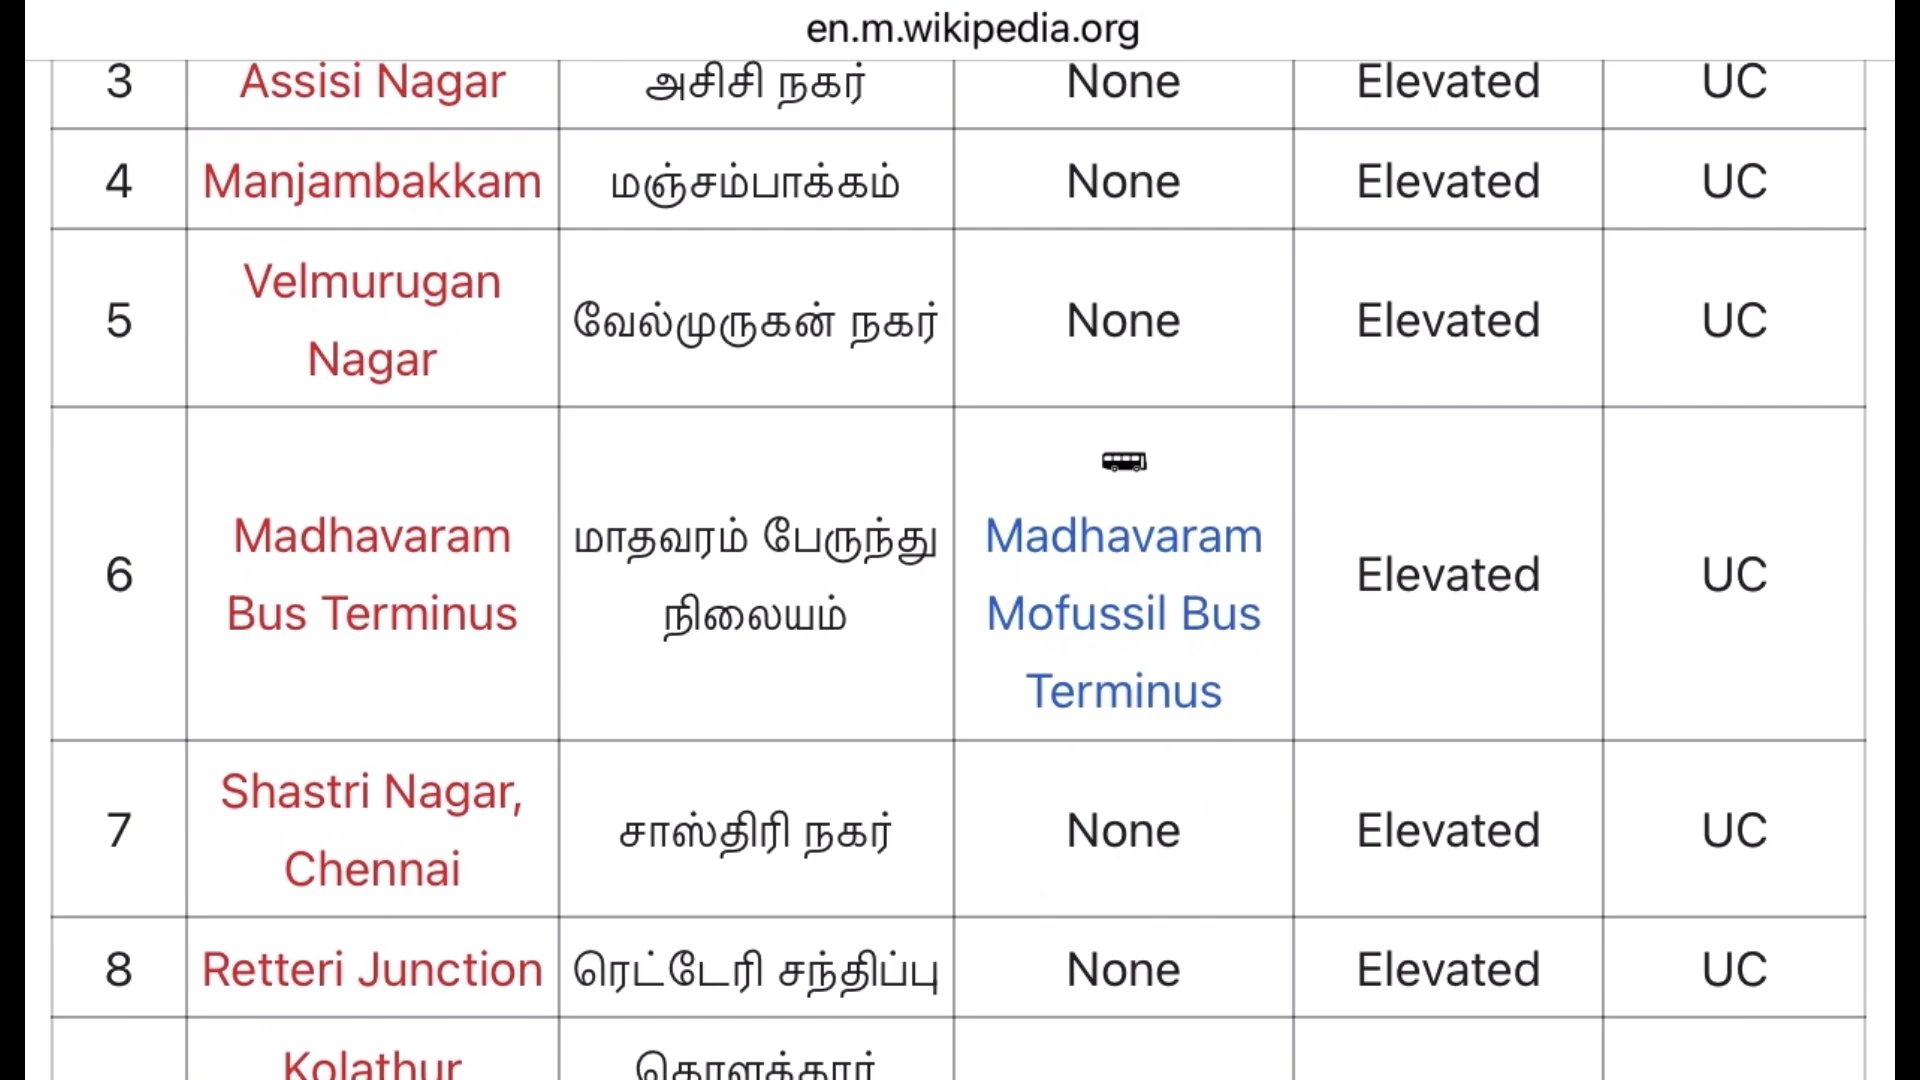 en.m.wikipedia.org
3 Assisi Nagar அசிசி நகர் None Elevated UC
4 Manjambakkam மஞ்சம்பாக்கம் None Elevated UC
5 Velmurugan Nagar வேல்முருகன் நகர் None Elevated UC
6 Madhavaram Bus Terminus மாதவரம் பேருந்து நிலையம் Madhavaram Mofussil Bus Terminus Elevated UC
7 Shastri Nagar, Chennai சாஸ்திரி நகர் None Elevated UC
8 Retteri Junction ரெட்டேரி சந்திப்பு None Elevated UC
Kolathur